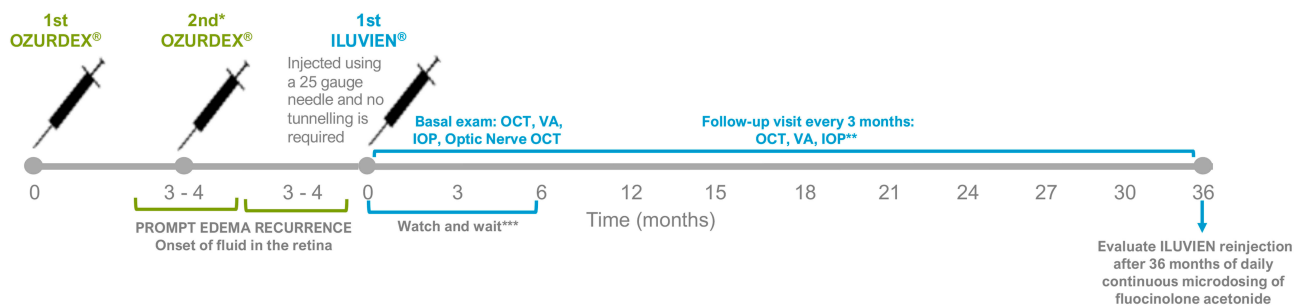 1st
OZURDEX®
2nd*
OZURDEX®
1st
ILUVIEN®
Injected using
a 25 gauge
needle and no
tunnelling is
required
Basal exam: OCT, VA,
IOP, Optic Nerve OCT
Follow-up visit every 3 months:
OCT, VA, IOP**
0 3 - 4 3 - 4 0 3 6 12 15 18 21 24 27 30 36
PROMPT EDEMA RECURRENCE
Onset of fluid in the retina
Watch and wait***
Time (months)
Evaluate ILUVIEN reinjection
after 36 months of daily
continuous microdosing of
fluocinolone acetonide